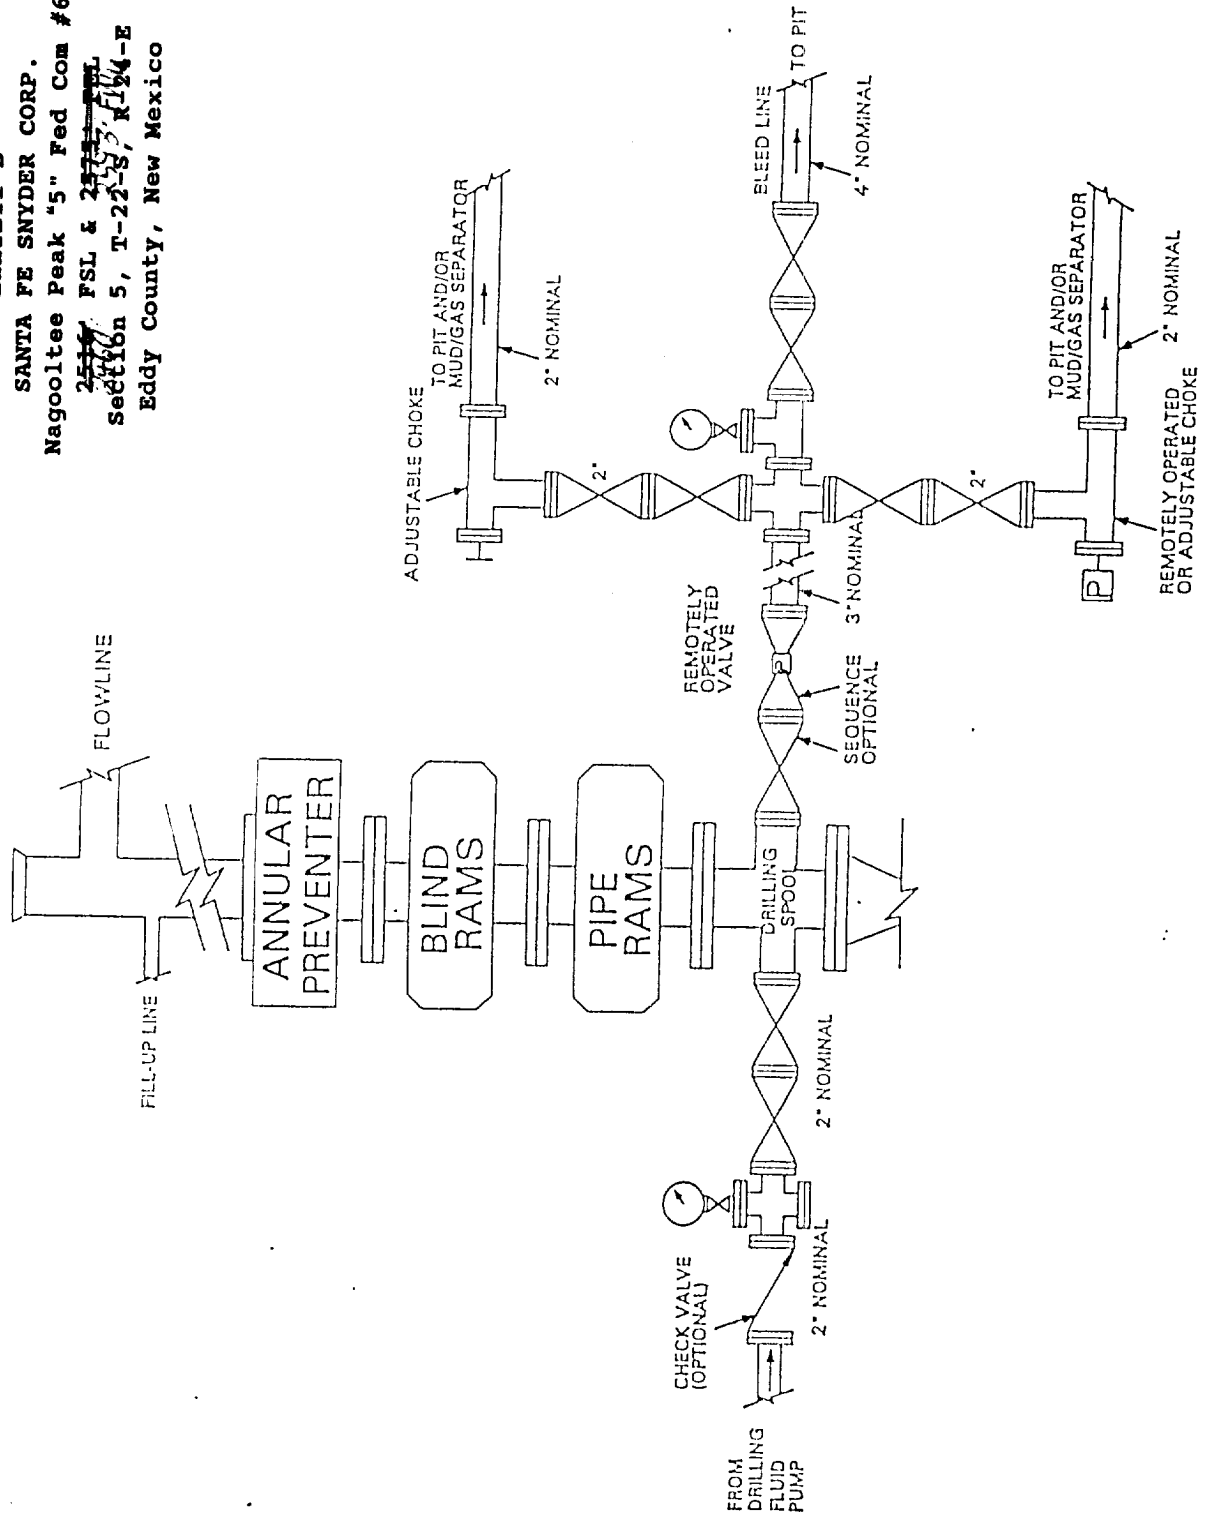 SANTA FE SNYDER CORP.
Nagooltee Peak "5" Fed Com #6
FSL &
Section 5, T-22-S, R-24-E
Eddy County, New Mexico
FLOWLINE
FILL-UP LINE
ANNULAR
PREVENTER
BLIND
RAMS
PIPE
RAMS
DRILLING
SPOOL
FROM
DRILLING
FLUID
PUMP
CHECK VALVE
(OPTIONAL)
2" NOMINAL
2" NOMINAL
REMOTELY
OPERATED
VALVE
P
SEQUENCE
OPTIONAL
3" NOMINAL
ADJUSTABLE CHOKE
TO PIT AND/OR
MUD/GAS SEPARATOR
2" NOMINAL
2"
BLEED LINE
TO PIT
4" NOMINAL
2"
TO PIT AND/OR
MUD/GAS SEPARATOR
2" NOMINAL
P
REMOTELY OPERATED
OR ADJUSTABLE CHOKE